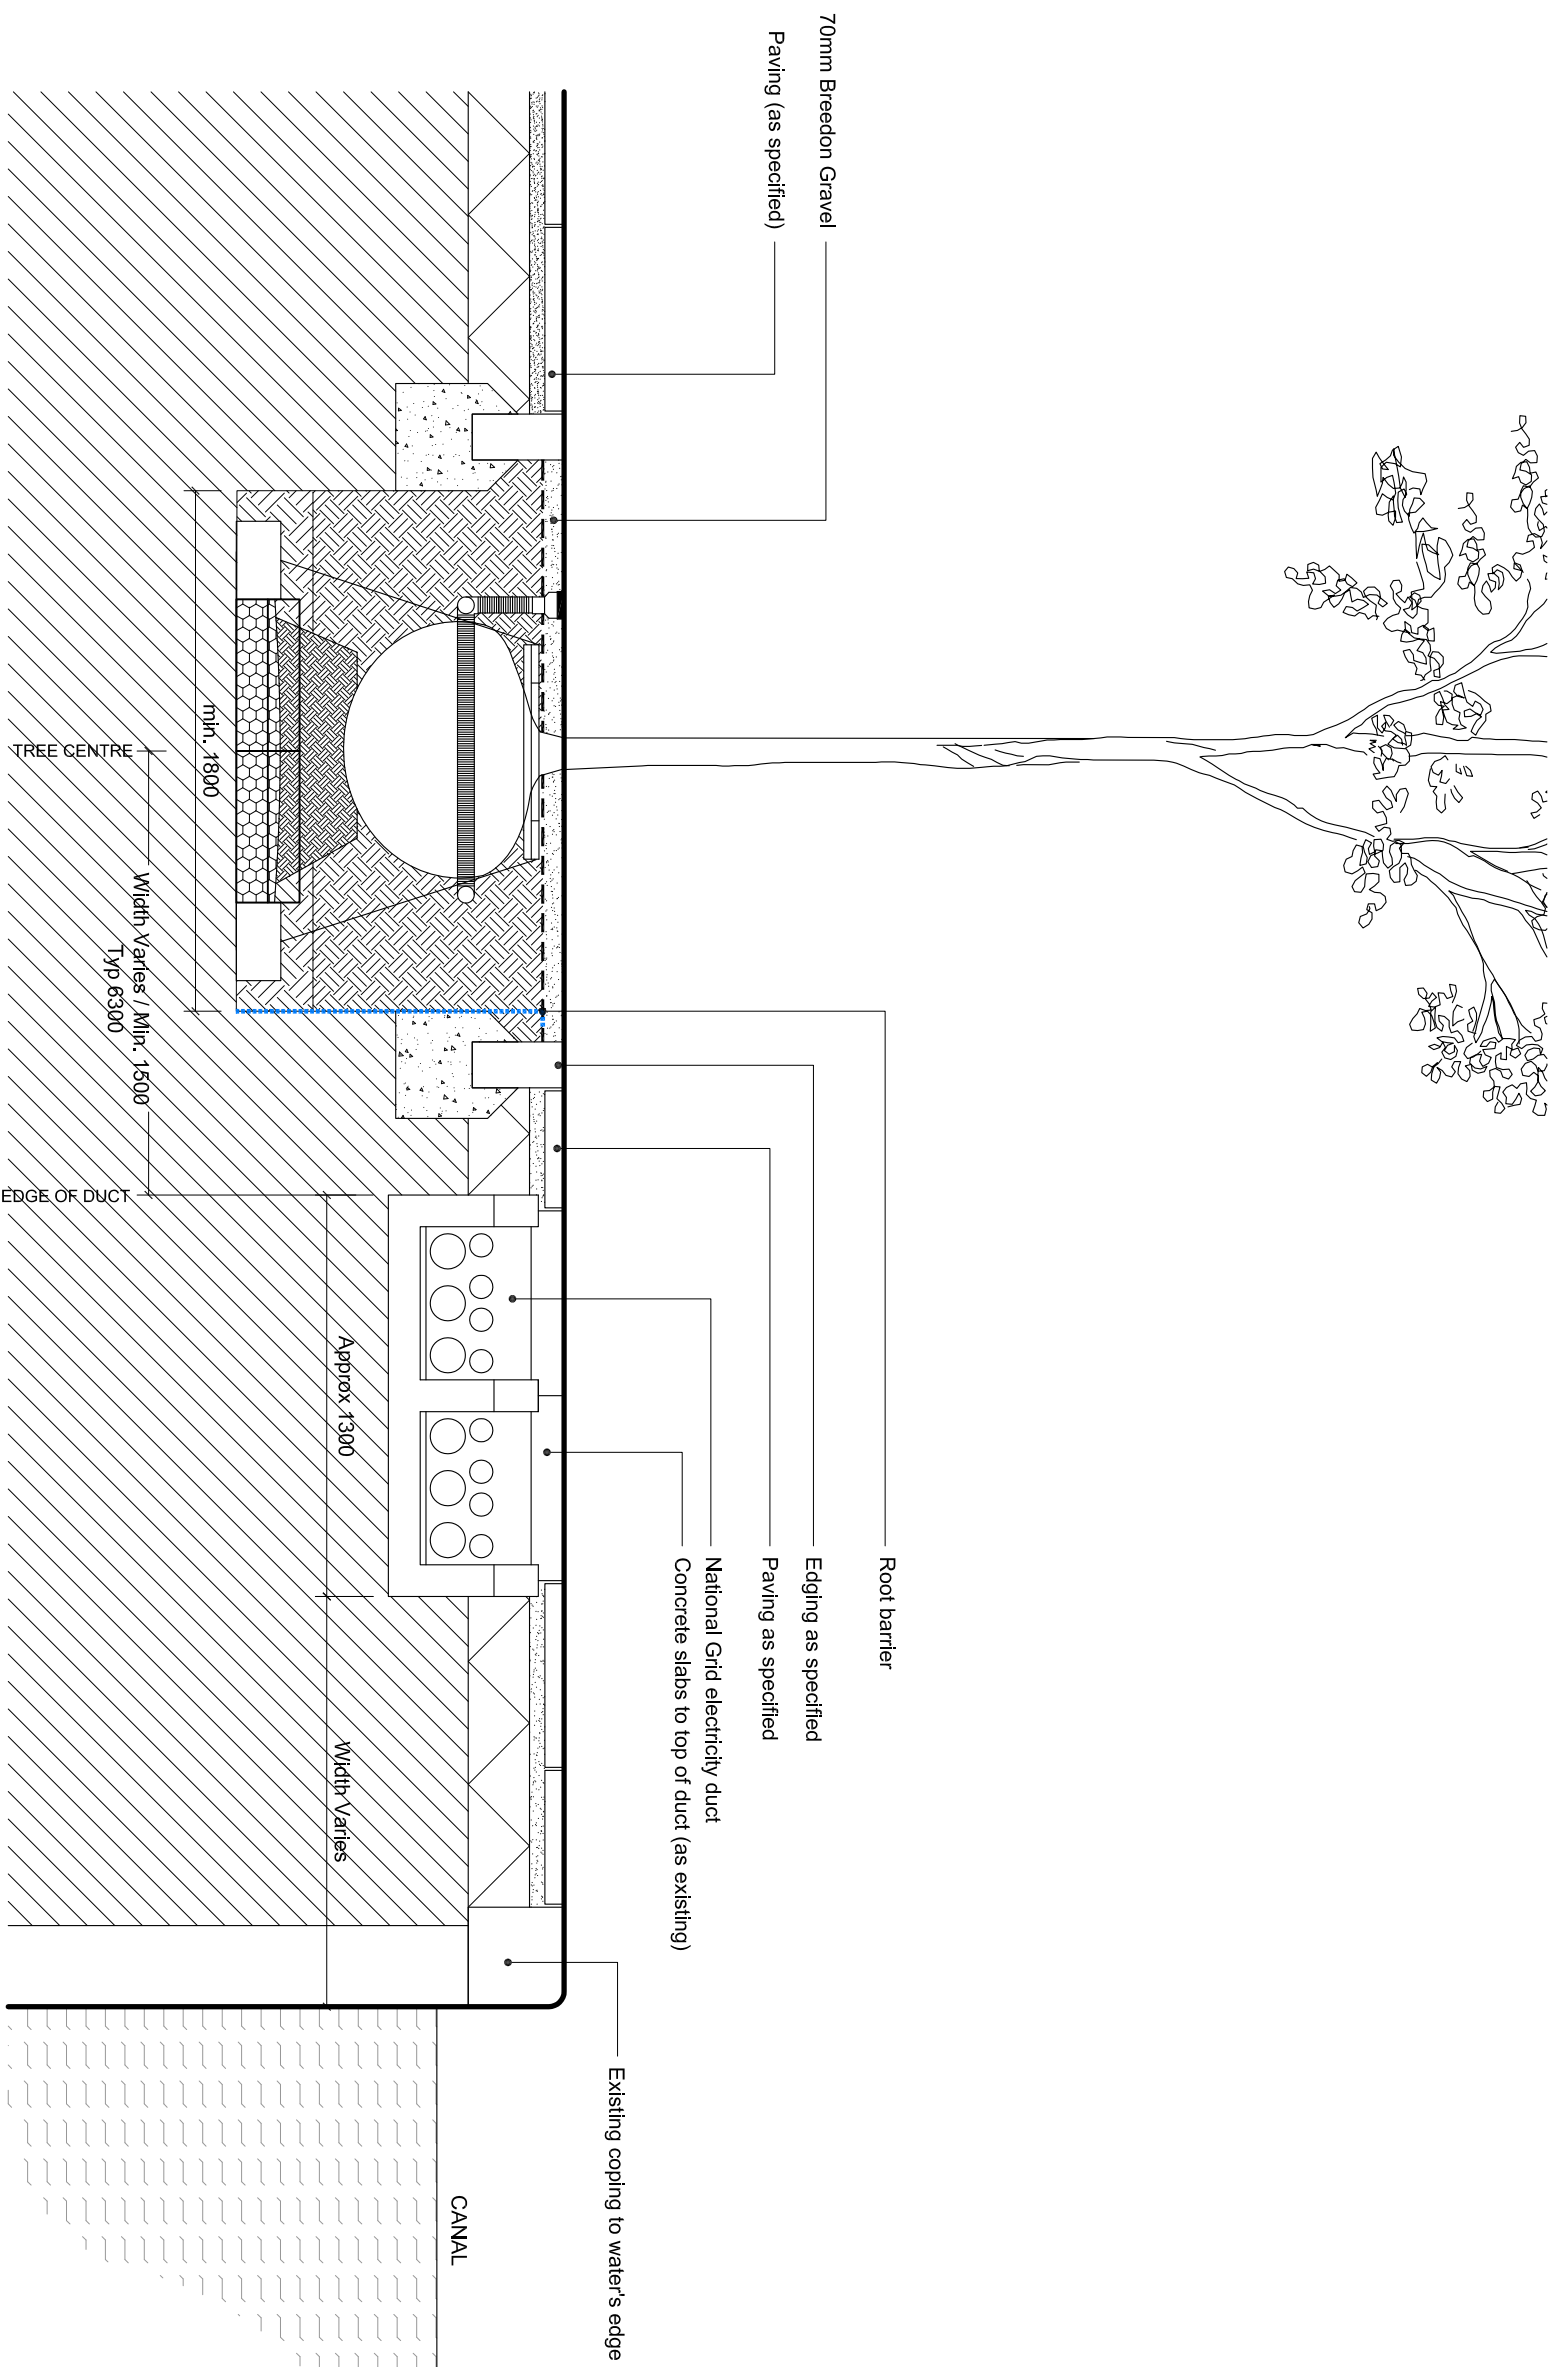 70mm Breedon Gravel
Paving (as specified)
Root barrier
Edging as specified
Paving as specified
National Grid electricity duct
Concrete slabs to top of duct (as existing)
Existing coping to water's edge
CANAL
Approx 1300
Width Varies
min. 1800
Width Varies / Min. 1500
Typ 6300
TREE CENTRE
EDGE OF DUCT